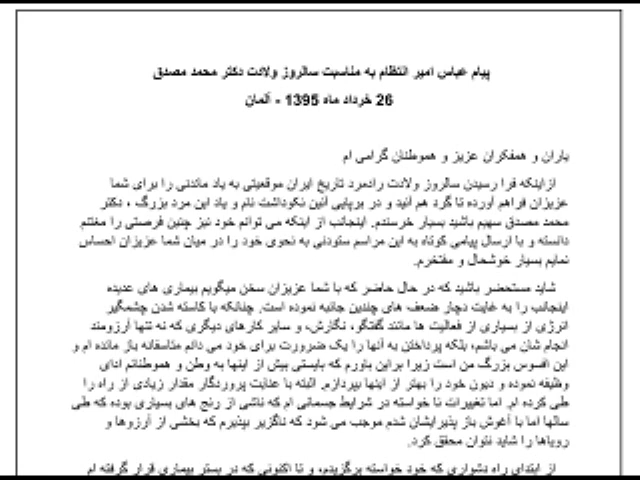 پیام عباس امیر انتظام به مناسبت سالروز ولادت دکتر محمد مصدق
26 خرداد ماه 1395 - آلمان
یاران و همفکران عزیز و هموطنان گرامی ام
ازاینکه فرا رسیدن سالروز ولادت رادمرد تاریخ ایران موقعیتی به یاد ماندنی را برای شما
عزیزان فراهم آورده تا گرد هم آئید و در برپایی آئین نکوداشت نام و یاد این مرد بزرگ ، دکتر
محمد مصدق سهیم باشید بسیار خرسندم. اینجانب از اینکه می توانم خود نیز چنین فرصتی را مغتنم
دانسته و با ارسال پیامی کوتاه به این مراسم ستودنی به نحوی خود را در میان شما عزیزان احساس
نمایم بسیار خوشحال و مفتخرم.
شاید مستحضر باشید که در حال حاضر که با شما عزیزان سخن میگویم بیماری های عدیده
اینجانب را به غایت دچار ضعف های چندین جانبه نموده است. چنانکه با کاسته شدن چشمگیر
انرژی از بسیاری از فعالیت ها مانند گفتگو، نگارش، و سایر کارهای دیگری که نه تنها آرزومند
انجام شان می باشم، بلکه پرداختن به آنها را یک ضرورت برای خود می دانم متاسفانه باز مانده ام و
این افسوس بزرگ من است زیرا براین باورم که بایستی بیش از اینها به وطن و هموطنانم ادای
وظیفه نموده و دیون خود را بهتر از اینها بپردازم. البته با عنایت پروردگار مقدار زیادی از راه را
طی کرده ام. اما تغییرات نا خواسته در شرایط جسمانی ام که ناشی از رنج های بسیاری بوده که طی
سالها اما با آغوش باز پذیرایشان شدم موجب می شود که ناگزیر بپذیرم که بخشی از آرزوها و
رویاها را شاید نتوان محقق کرد.
از ابتدای راه دشواری که خود خواسته برگزیدم، و تا اکنونی که در بستر بیماری قرار گرفته ام